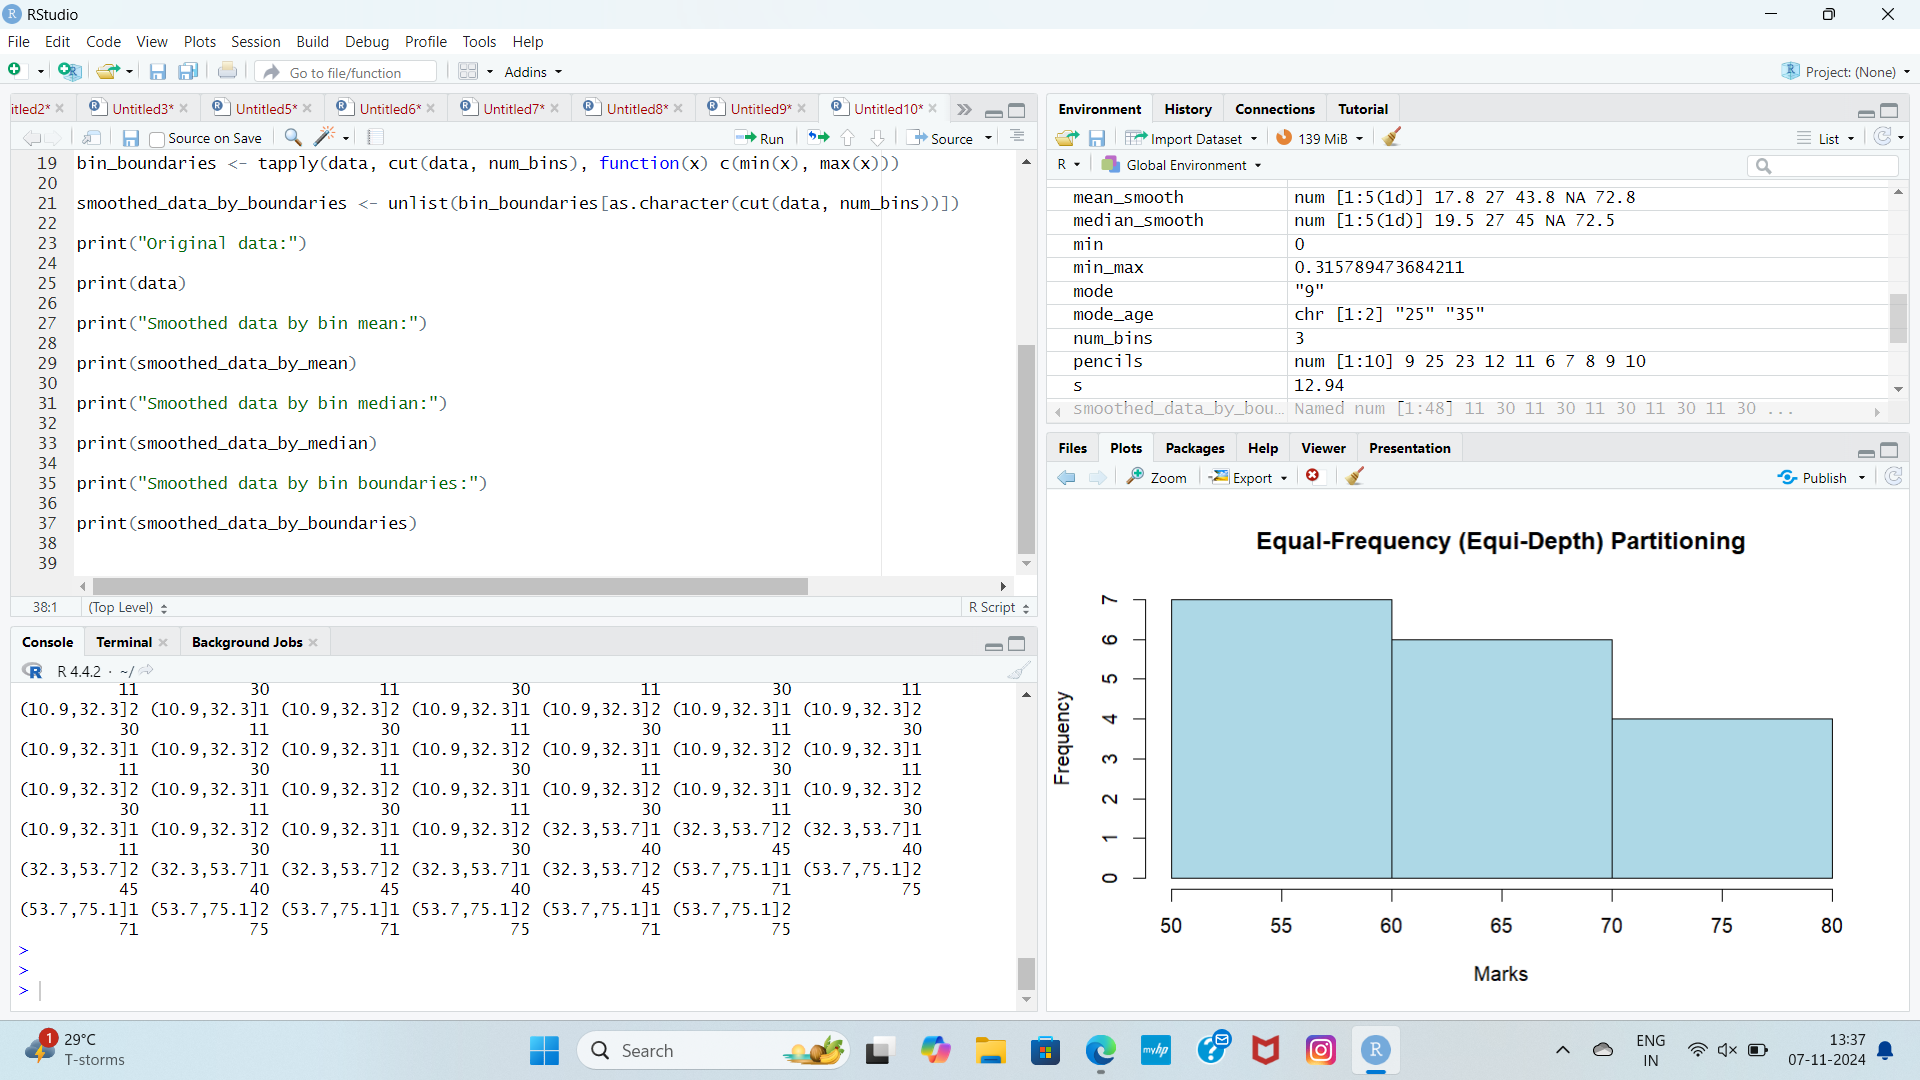 RStudio
File Edit Code View Plots Session Build Debug Profile Tools Help
Go to file/function Addins Project: (None)
itled2* Untitled3* Untitled5* Untitled6* Untitled7* Untitled8* Untitled9* Untitled10*
Source on Save Run Source
19 bin_boundaries <- tapply(data, cut(data, num_bins), function(x) c(min(x), max(x)))
20
21 smoothed_data_by_boundaries <- unlist(bin_boundaries[as.character(cut(data, num_bins))])
22
23 print("Original data:")
24
25 print(data)
26
27 print("Smoothed data by bin mean:")
28
29 print(smoothed_data_by_mean)
30
31 print("Smoothed data by bin median:")
32
33 print(smoothed_data_by_median)
34
35 print("Smoothed data by bin boundaries:")
36
37 print(smoothed_data_by_boundaries)
38
39
38:1 (Top Level) R Script
Console Terminal Background Jobs
R 4.4.2 · ~/
11 30 11 30 11 30 11
(10.9,32.3]2 (10.9,32.3]1 (10.9,32.3]2 (10.9,32.3]1 (10.9,32.3]2 (10.9,32.3]1 (10.9,32.3]2
30 11 30 11 30 11 30
(10.9,32.3]1 (10.9,32.3]2 (10.9,32.3]1 (10.9,32.3]2 (10.9,32.3]1 (10.9,32.3]2 (10.9,32.3]1
11 30 11 30 11 30 11
(10.9,32.3]2 (10.9,32.3]1 (10.9,32.3]2 (10.9,32.3]1 (10.9,32.3]2 (10.9,32.3]1 (10.9,32.3]2
30 11 30 11 30 11 30
(10.9,32.3]1 (10.9,32.3]2 (10.9,32.3]1 (10.9,32.3]2 (32.3,53.7]1 (32.3,53.7]2 (32.3,53.7]1
11 30 11 30 40 45 40
(32.3,53.7]2 (32.3,53.7]1 (32.3,53.7]2 (32.3,53.7]1 (32.3,53.7]2 (53.7,75.1]1 (53.7,75.1]2
45 40 45 40 45 71 75
(53.7,75.1]1 (53.7,75.1]2 (53.7,75.1]1 (53.7,75.1]2 (53.7,75.1]1 (53.7,75.1]2
71 75 71 75 71 75
>
>
>
Environment History Connections Tutorial
Import Dataset 139 MiB List
R Global Environment
mean_smooth num [1:5(1d)] 17.8 27 43.8 NA 72.8
median_smooth num [1:5(1d)] 19.5 27 45 NA 72.5
min 0
min_max 0.315789473684211
mode "9"
mode_age chr [1:2] "25" "35"
num_bins 3
pencils num [1:10] 9 25 23 12 11 6 7 8 9 10
s 12.94
smoothed_data_by_bou... Named num [1:48] 11 30 11 30 11 30 11 30 11 30 ...
Files Plots Packages Help Viewer Presentation
Zoom Export Publish
Equal-Frequency (Equi-Depth) Partitioning
7
6
5
4
3
2
1
0
Frequency
50 55 60 65 70 75 80
Marks
1 29°C
T-storms
Search
myhp
ENG
IN
13:37
07-11-2024